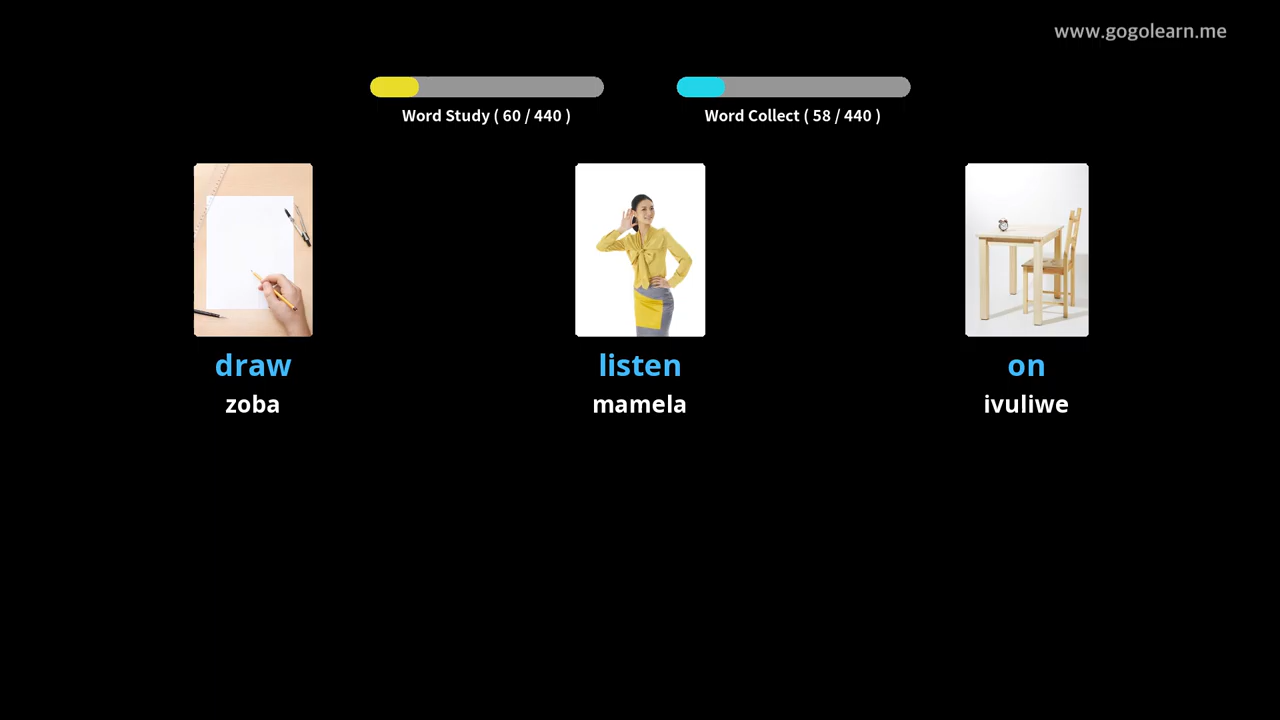 www.gogolearn.me
Word Study ( 60 / 440 )
Word Collect ( 58 / 440 )
draw
zoba
listen
mamela
on
ivuliwe